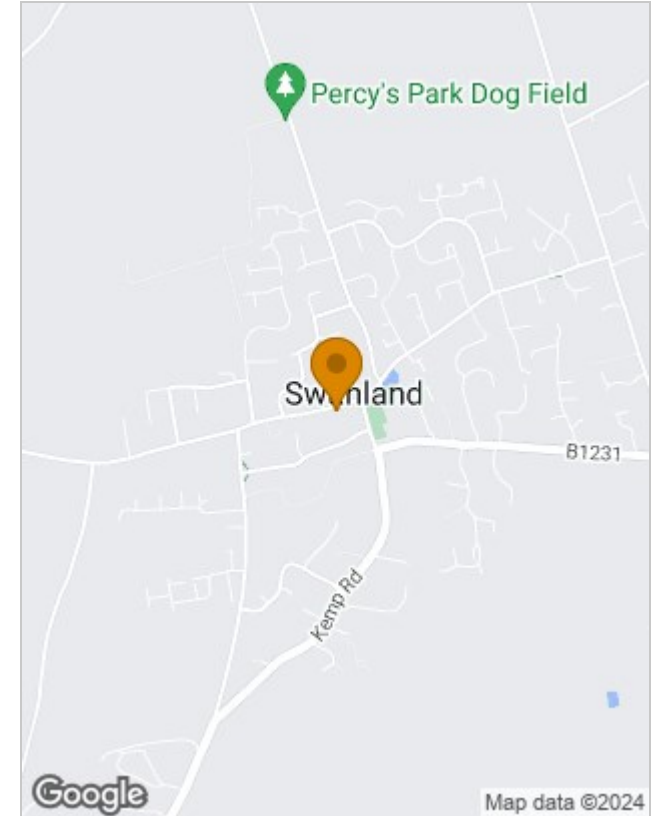 Percy's Park Dog Field
Swanland
B1231
Kemp Rd
Google
Map data ©2024